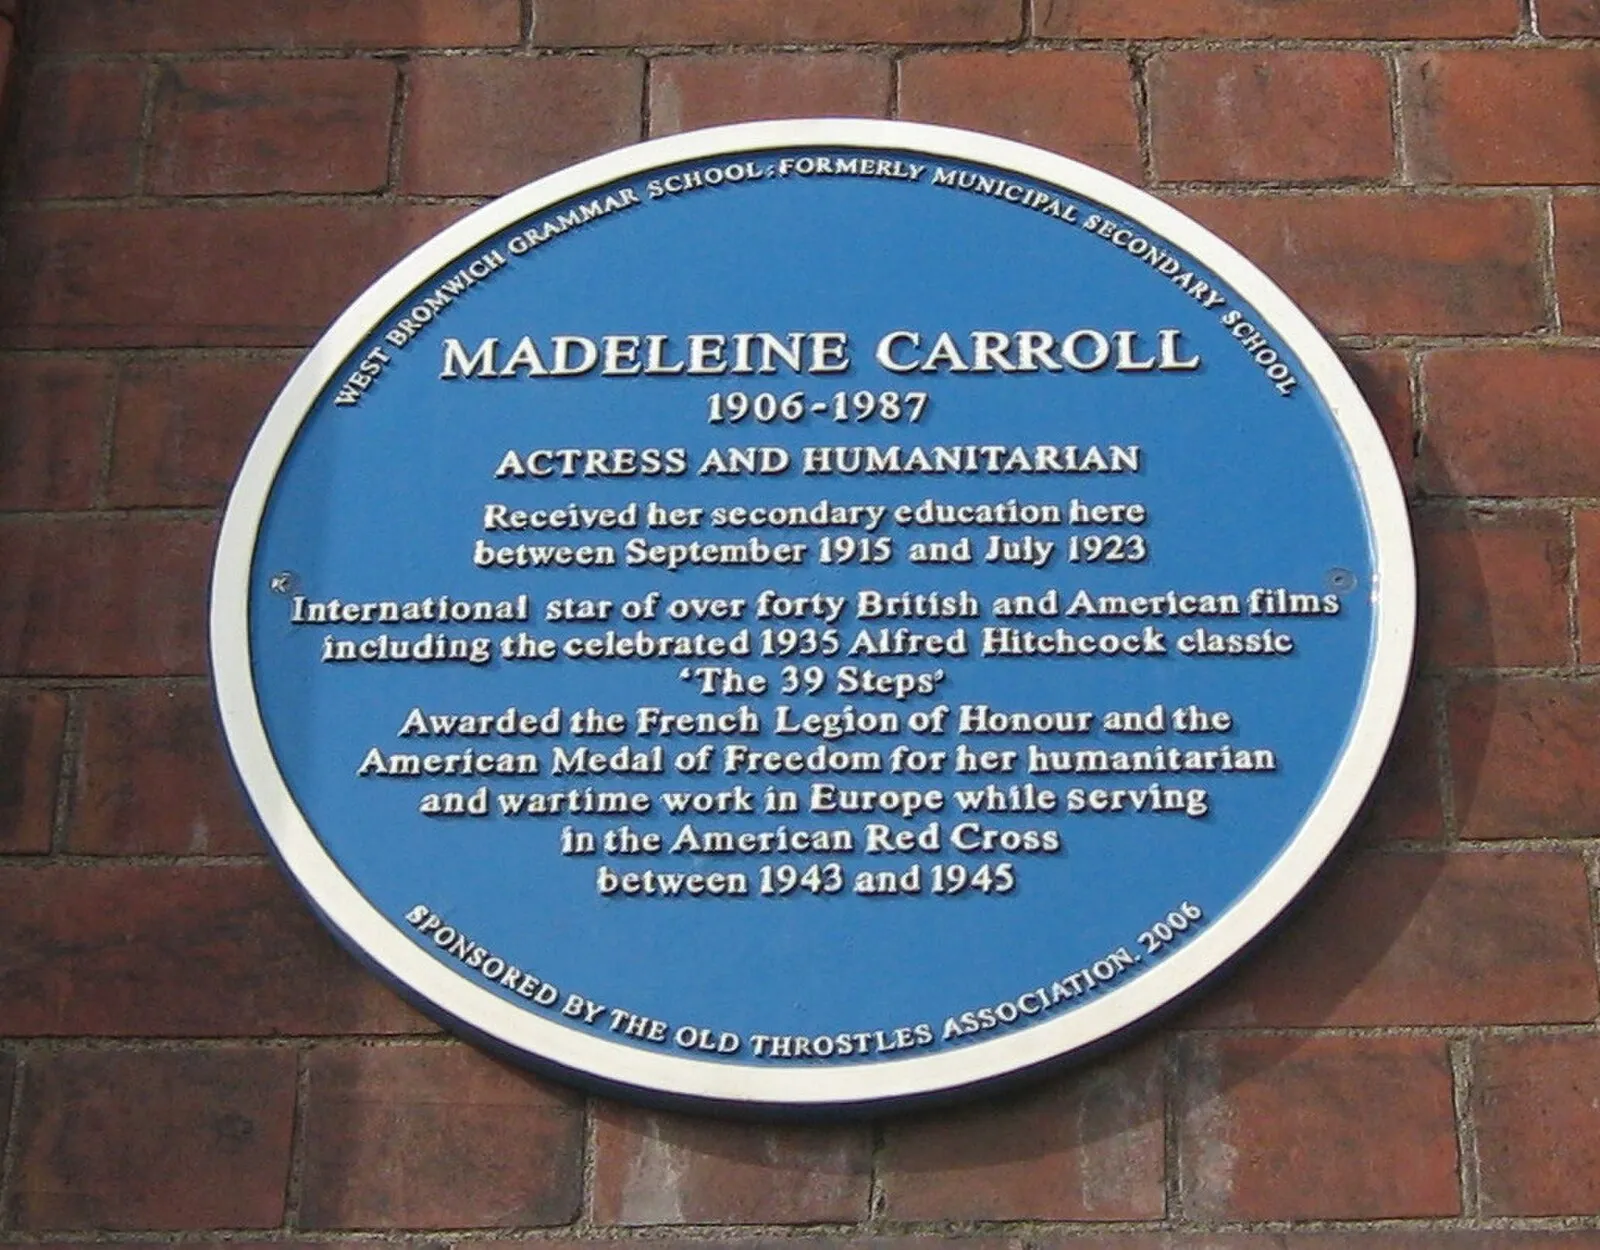 WEST BROMWICH GRAMMAR SCHOOL: FORMERLY MUNICIPAL SECONDARY SCHOOL
MADELEINE CARROLL
1906-1987
ACTRESS AND HUMANITARIAN
Received her secondary education here
between September 1915 and July 1923
International star of over forty British and American films
including the celebrated 1935 Alfred Hitchcock classic
‘The 39 Steps’
Awarded the French Legion of Honour and the
American Medal of Freedom for her humanitarian
and wartime work in Europe while serving
in the American Red Cross
between 1943 and 1945
SPONSORED BY THE OLD THROSTLES ASSOCIATION. 2006